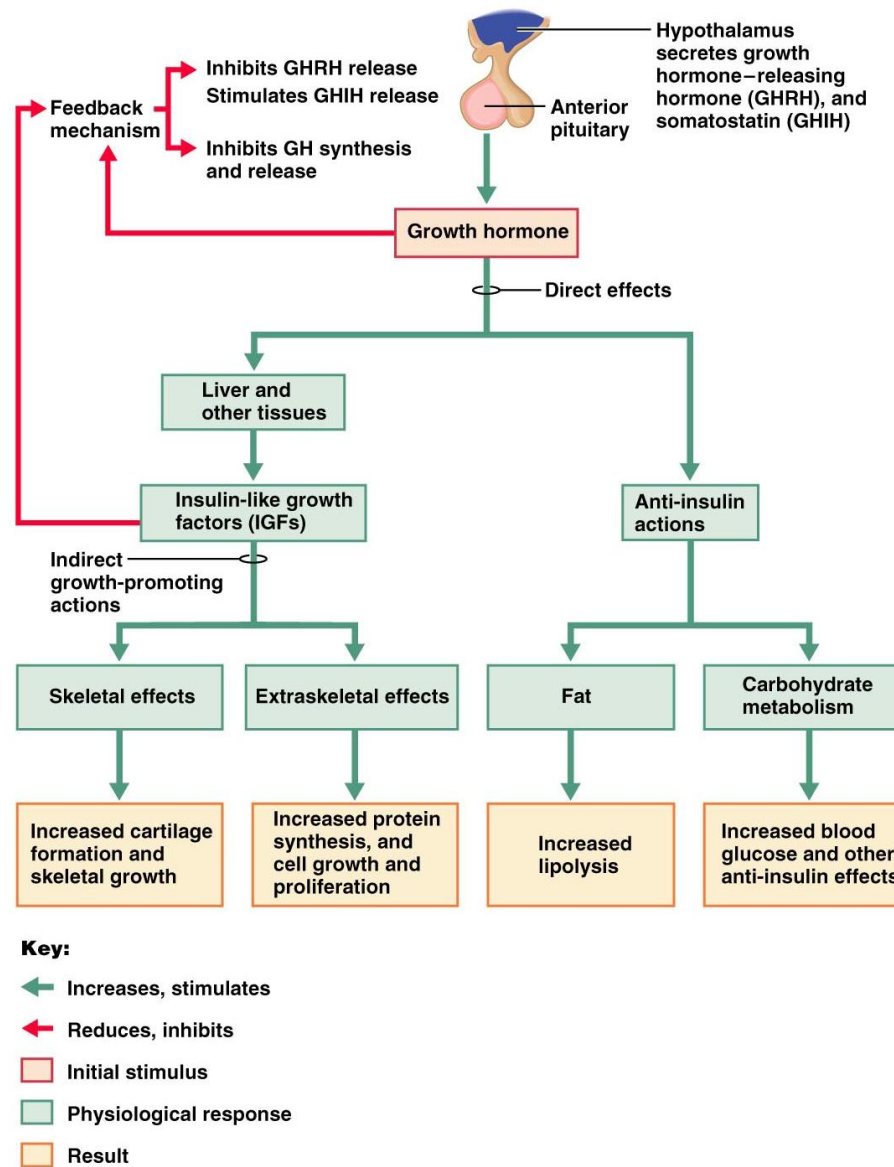 Hypothalamus
secretes growth
hormone–releasing
hormone (GHRH), and
somatostatin (GHIH)
Inhibits GHRH release
Stimulates GHIH release
Feedback
mechanism
Anterior
pituitary
Inhibits GH synthesis
and release
Growth hormone
Direct effects
Liver and
other tissues
Insulin-like growth
factors (IGFs)
Anti-insulin
actions
Indirect
growth-promoting
actions
Skeletal effects
Extraskeletal effects
Fat
Carbohydrate
metabolism
Increased cartilage
formation and
skeletal growth
Increased protein
synthesis, and
cell growth and
proliferation
Increased
lipolysis
Increased blood
glucose and other
anti-insulin effects
Key:
Increases, stimulates
Reduces, inhibits
Initial stimulus
Physiological response
Result